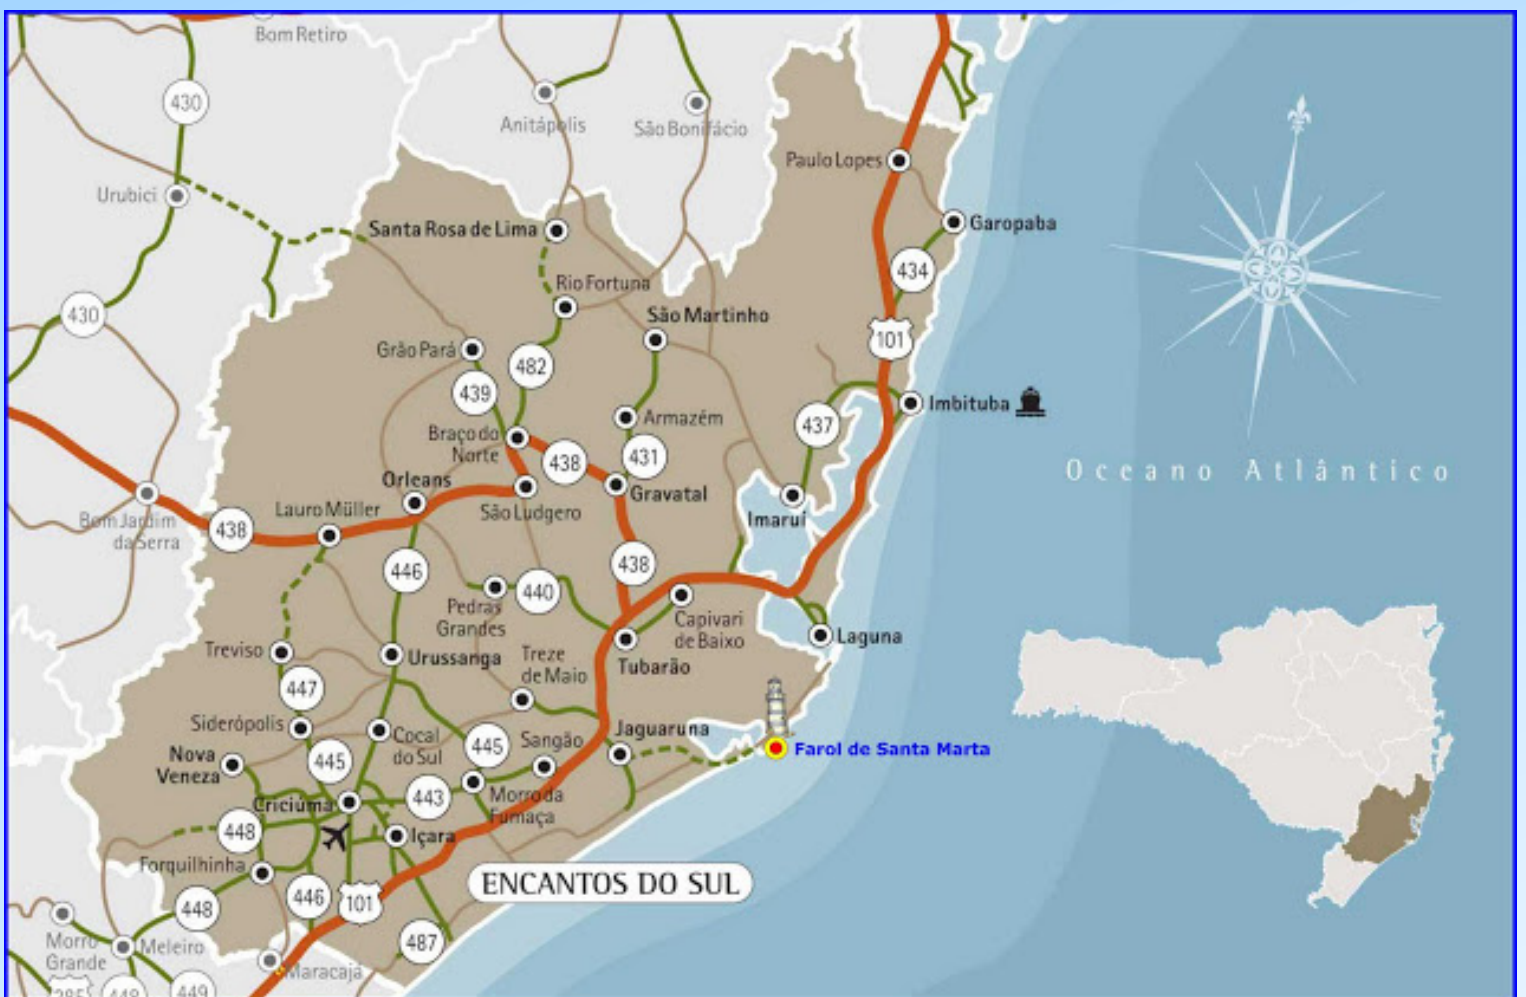 Bom Retiro
430
Anitápolis
São Bonifácio
Paulo Lopes
Urubici
Santa Rosa de Lima
Garopaba
434
Rio Fortuna
430
São Martinho
101
Grão Pará
482
439
Imbituba
Armazém
437
Braço do
Norte
438
431
Oceano Atlântico
Orleans
Gravatal
Lauro Müller
São Ludgero
Imaruí
Bom Jardim
da Serra
438
446
438
440
Pedras
Grandes
Capivari
de Baixo
Laguna
Treviso
Urussanga
Treze
de Maio
Tubarão
447
Siderópolis
Cocal
do Sul
445
Sangão
Jaguaruna
Farol de Santa Marta
Nova
Veneza
445
Criciúma
443
Morro da
Fumaça
448
Içara
Forquilhinha
ENCANTOS DO SUL
446
101
448
487
Morro
Grande
Meleiro
Maracajá
285
448
449